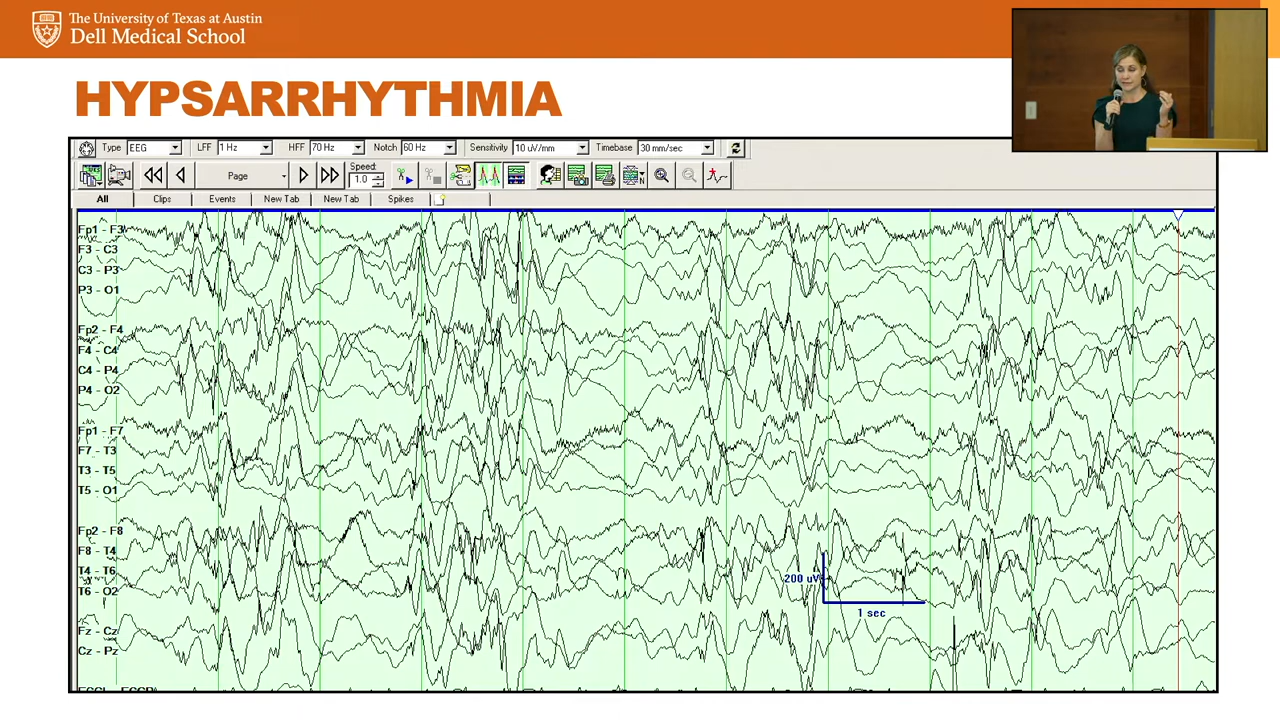 The University of Texas at Austin
Dell Medical School
HYPSARRHYTHMIA
Type EEG LFF 1 Hz HFF 70 Hz Notch 60 Hz Sensitivity 10 uV/mm Timebase 30 mm/sec
Page Speed: 1.0
All Clips Events New Tab New Tab Spikes
Fp1 - F3
F3 - C3
C3 - P3
P3 - O1
Fp2 - F4
F4 - C4
C4 - P4
P4 - O2
Fp1 - F7
F7 - T3
T3 - T5
T5 - O1
Fp2 - F8
F8 - T4
T4 - T6
T6 - O2
Fz - Cz
Cz - Pz
200 uV
1 sec